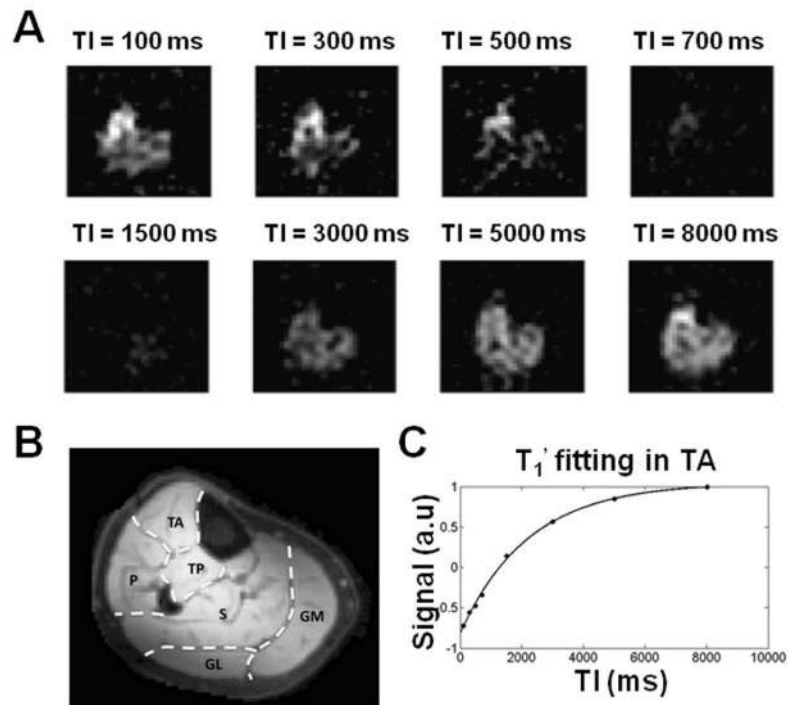 A
TI = 100 ms TI = 300 ms TI = 500 ms TI = 700 ms
TI = 1500 ms TI = 3000 ms TI = 5000 ms TI = 8000 ms
B
TA
TP
P
S
GM
GL
C
T₁’ fitting in TA
Signal (a.u)
1
0.5
0
-0.5
-1
0 2000 4000 6000 8000 10000
TI (ms)